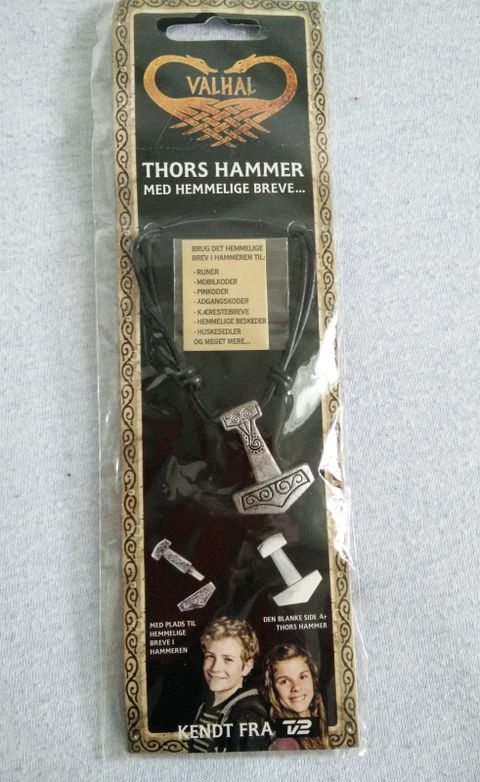 VALHAL
THORS HAMMER
MED HEMMELIGE BREVE...
BRUG DET HEMMELIGE
BREV I HAMMEREN TIL:
· RUNER
· MOBILKODER
· PINKODER
· ADGANGSKODER
· KÆRESTEBREVE
· HEMMELIGE BESKEDER
· HUSKESEDLER
OG MEGET MERE...
MED PLADS TIL
HEMMELIGE
BREVE I
HAMMEREN
DEN BLANKE SIDE AF
THORS HAMMER
KENDT FRA TV2